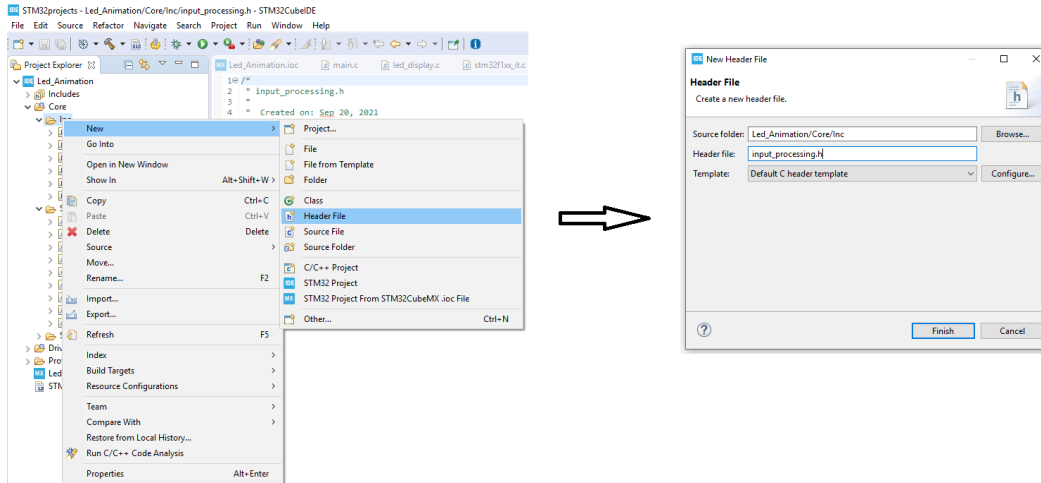 IDE STM32projects - Led_Animation/Core/Inc/input_processing.h - STM32CubeIDE
File Edit Source Refactor Navigate Search Project Run Window Help
Project Explorer
Led_Animation.ioc main.c led_display.c stm32f1xx_it.c
IDE Led_Animation
Includes
Core
1 /*
2 * input_processing.h
3 *
4 * Created on: Sep 20, 2021
New
Go Into
Open in New Window
Show In Alt+Shift+W >
Copy Ctrl+C
Paste Ctrl+V
Delete Delete
Source
Move...
Rename... F2
Import...
Export...
Refresh F5
Index
Build Targets
Resource Configurations
Team
Compare With
Restore from Local History...
Run C/C++ Code Analysis
Properties Alt+Enter
Project...
File
File from Template
Folder
Class
Header File
Source File
Source Folder
C/C++ Project
IDE STM32 Project
MX STM32 Project From STM32CubeMX .ioc File
Other... Ctrl+N
IDE New Header File
Header File
Create a new header file.
Source folder: Led_Animation/Core/Inc Browse...
Header file: input_processing.h
Template: Default C header template Configure...
Finish Cancel